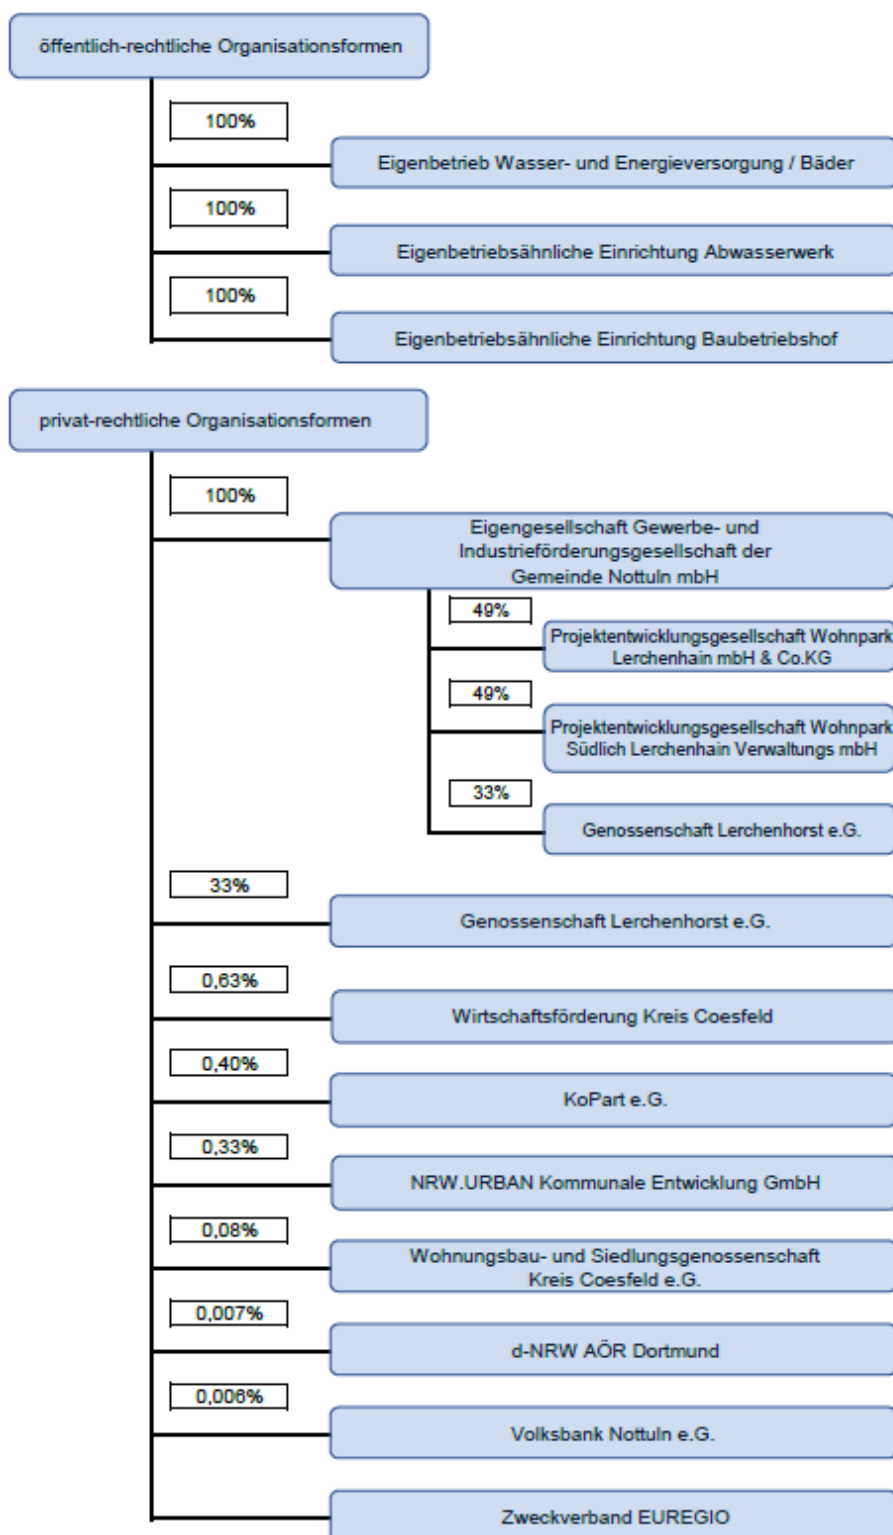 öffentlich-rechtliche Organisationsformen
100%
Eigenbetrieb Wasser- und Energieversorgung / Bäder
100%
Eigenbetriebsähnliche Einrichtung Abwasserwerk
100%
Eigenbetriebsähnliche Einrichtung Baubetriebshof
privat-rechtliche Organisationsformen
100%
Eigengesellschaft Gewerbe- und
Industrieförderungsgesellschaft der
Gemeinde Nottuln mbH
49%
Projektentwicklungsgesellschaft Wohnpark
Lerchenhain mbH & Co.KG
49%
Projektentwicklungsgesellschaft Wohnpark
Südlich Lerchenhain Verwaltungs mbH
33%
Genossenschaft Lerchenhorst e.G.
33%
Genossenschaft Lerchenhorst e.G.
0,63%
Wirtschaftsförderung Kreis Coesfeld
0,40%
KoPart e.G.
0,33%
NRW.URBAN Kommunale Entwicklung GmbH
0,08%
Wohnungsbau- und Siedlungsgenossenschaft
Kreis Coesfeld e.G.
0,007%
d-NRW AÖR Dortmund
0,006%
Volksbank Nottuln e.G.
Zweckverband EUREGIO